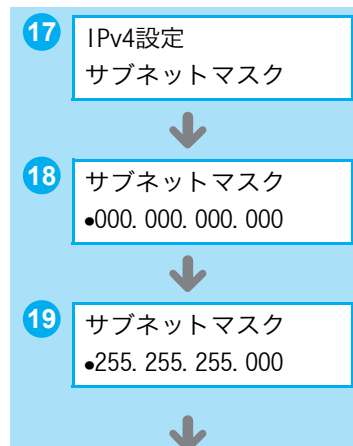 17
IPv4設定
サブネットマスク
18
サブネットマスク
●000. 000. 000. 000
19
サブネットマスク
●255. 255. 255. 000